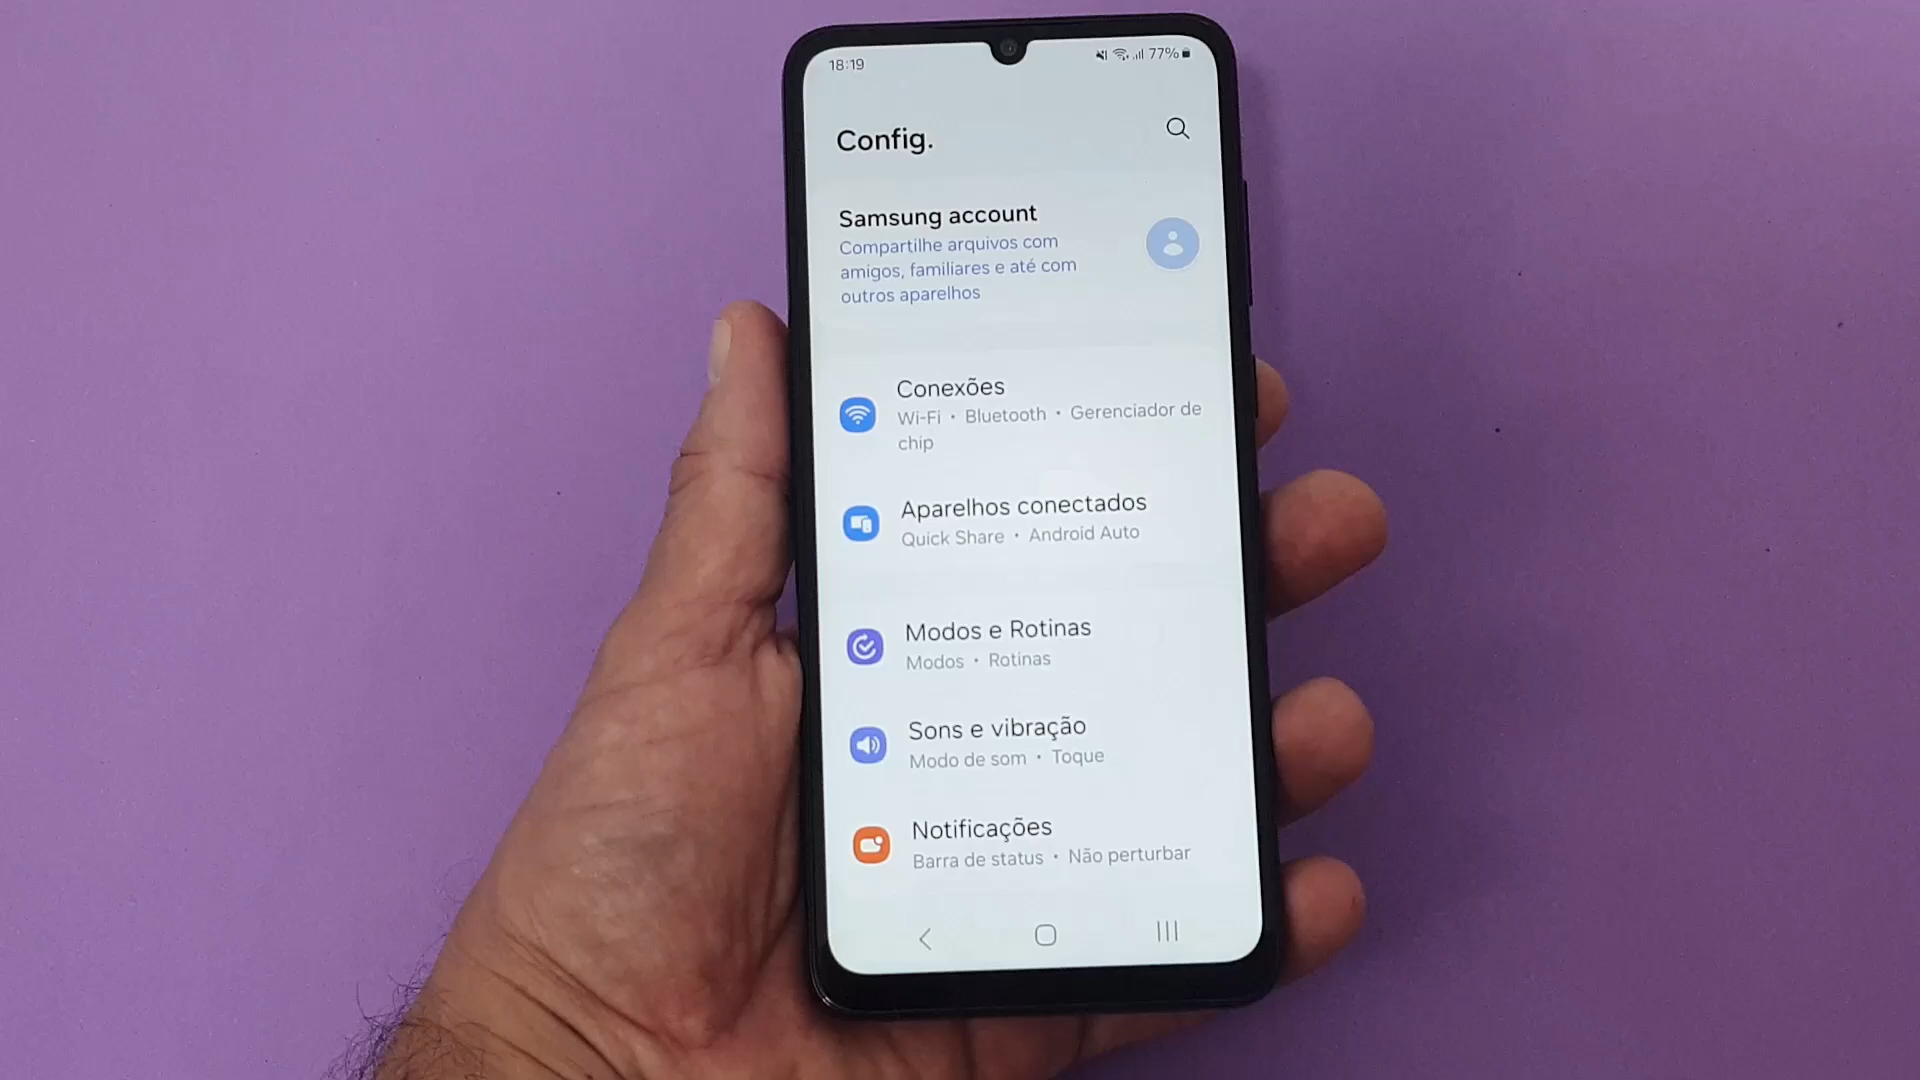 18:19
77%
Config.
Samsung account
Compartilhe arquivos com
amigos, familiares e até com
outros aparelhos
Conexões
Wi-Fi • Bluetooth • Gerenciador de
chip
Aparelhos conectados
Quick Share • Android Auto
Modos e Rotinas
Modos • Rotinas
Sons e vibração
Modo de som • Toque
Notificações
Barra de status • Não perturbar